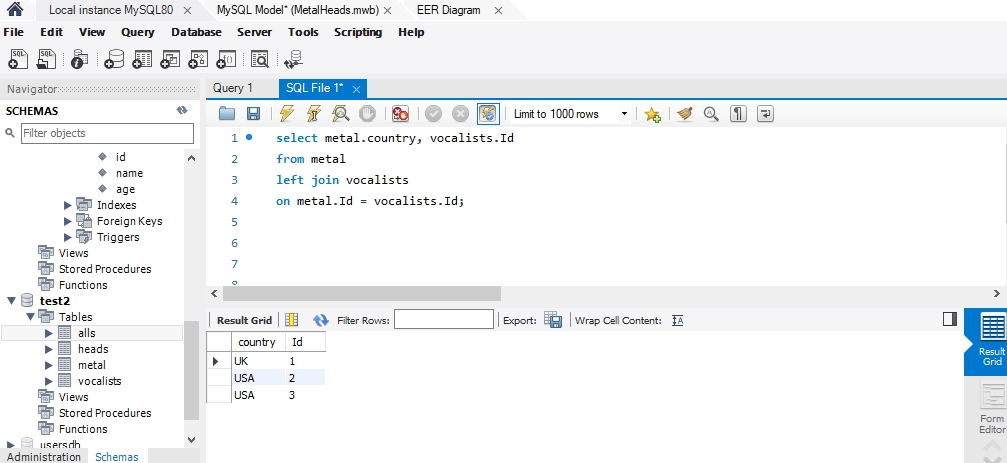 Local instance MySQL80 × MySQL Model* (MetalHeads.mwb) × EER Diagram ×
File Edit View Query Database Server Tools Scripting Help
Navigator
SCHEMAS
Filter objects
id
name
age
Indexes
Foreign Keys
Triggers
Views
Stored Procedures
Functions
test2
Tables
alls
heads
metal
vocalists
Views
Stored Procedures
Functions
usersdb
Administration Schemas
Query 1 SQL File 1* ×
Limit to 1000 rows
1 select metal.country, vocalists.Id
2 from metal
3 left join vocalists
4 on metal.Id = vocalists.Id;
5
6
7
8
Result Grid Filter Rows: Export: Wrap Cell Content: IA
country Id
UK 1
USA 2
USA 3
Result
Grid
Form
Editor